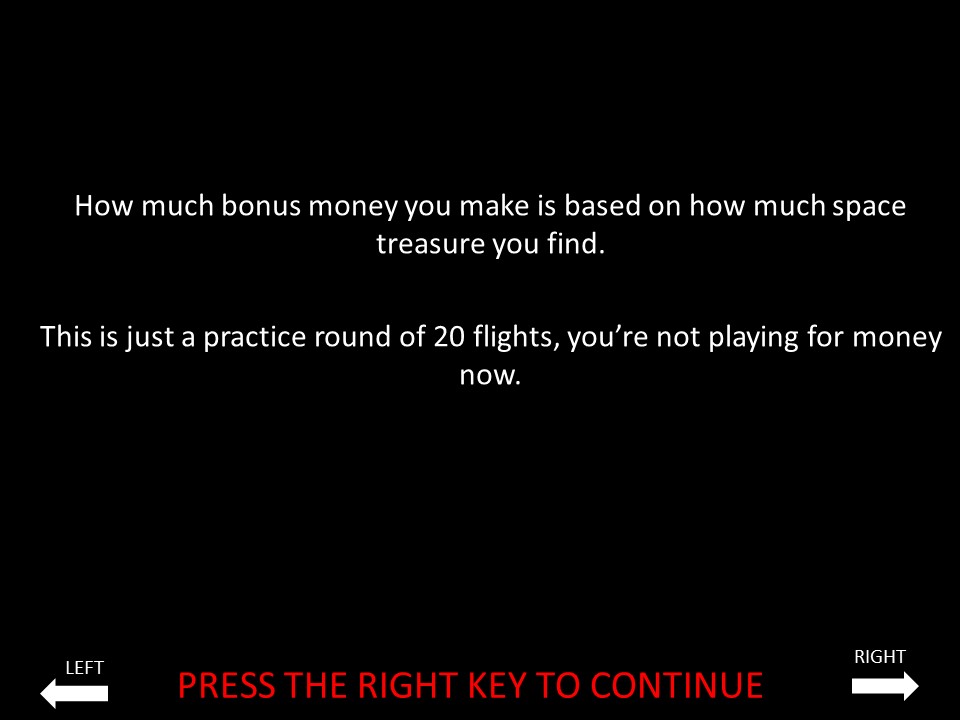 How much bonus money you make is based on how much space
treasure you find.
This is just a practice round of 20 flights, you’re not playing for money
now.
LEFT
PRESS THE RIGHT KEY TO CONTINUE
RIGHT